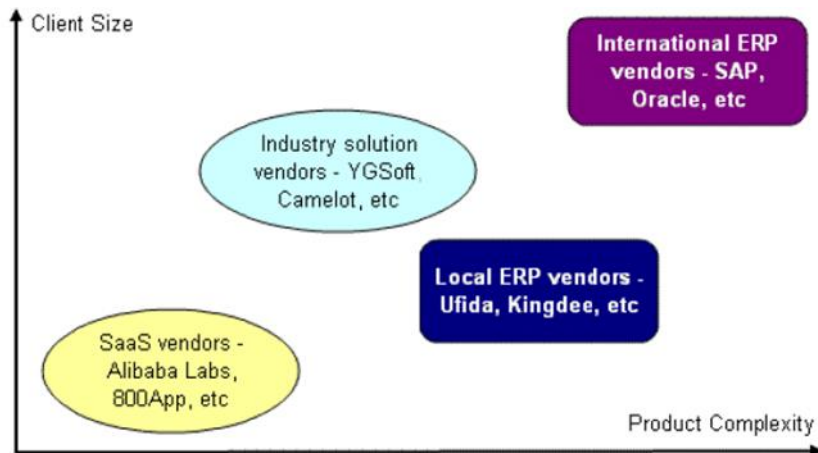 Client Size
International ERP
vendors - SAP,
Oracle, etc
Industry solution
vendors - YGSoft,
Camelot, etc
Local ERP vendors -
Ufida, Kingdee, etc
SaaS vendors -
Alibaba Labs,
800App, etc
Product Complexity